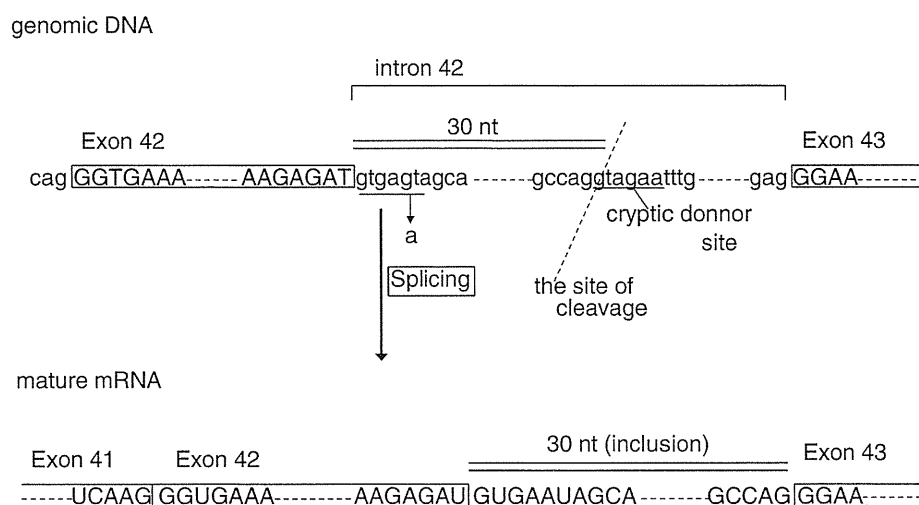 genomic DNA
intron 42
Exon 42
30 nt
Exon 43
cag GGTGAAA------AAGAGATgtgagtagca-------gccaggtagaatttg------gag GGAA-----
a
cryptic donnor
site
Splicing
the site of
cleavage
mature mRNA
30 nt (inclusion)
Exon 41 Exon 42 Exon 43
-----UCAAG GGUGAAA--------AAGAGAU GUGAAUAGCA-------GCCAG GGAA-----